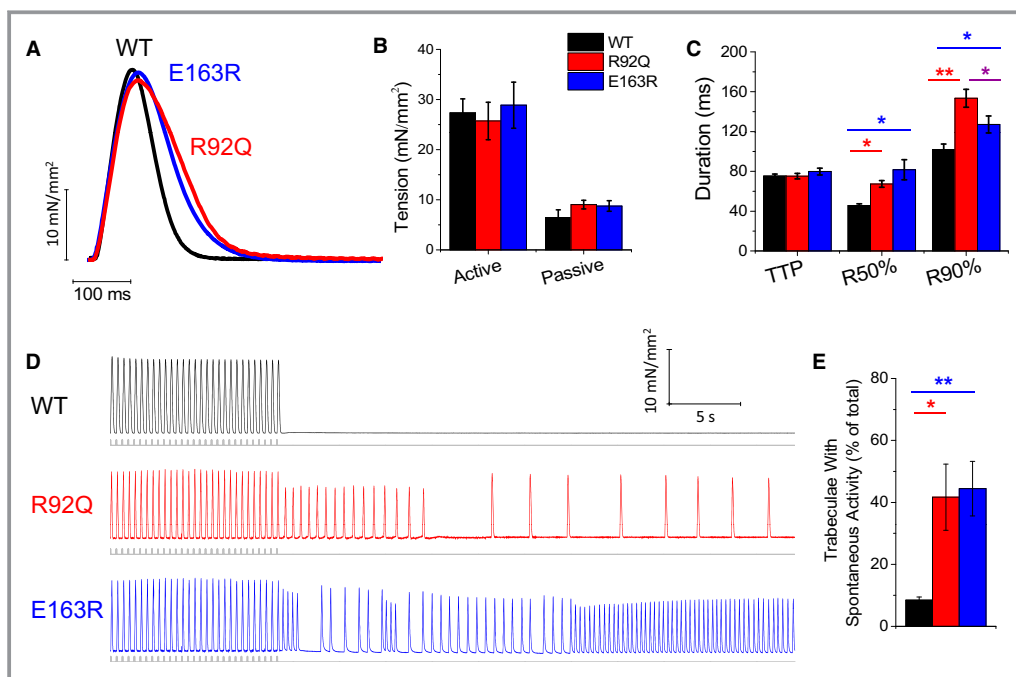 A
WT
E163R
R92Q
10 mN/mm²
100 ms
B
WT
R92Q
E163R
Tension (mN/mm²)
40
30
20
10
0
Active
Passive
C
Duration (ms)
200
160
120
80
40
0
*
** *
*
*
TTP
R50%
R90%
D
WT
R92Q
E163R
10 mN/mm²
5 s
E
Trabeculae With
Spontaneous Activity (% of total)
80
60
40
20
0
**
*